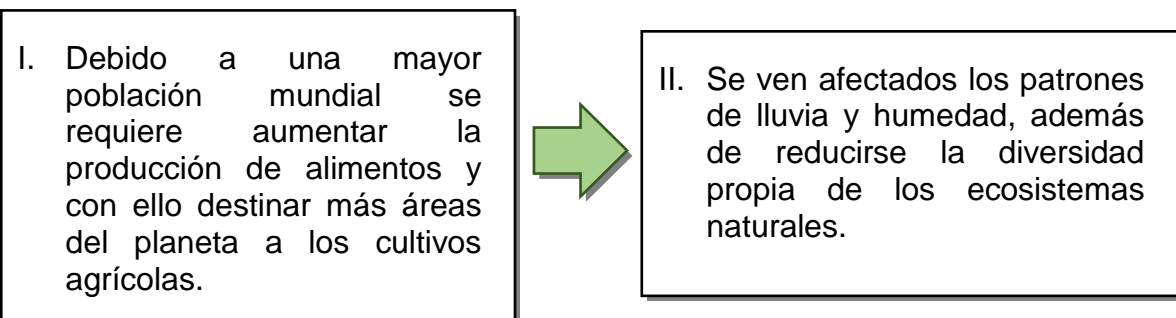 I. Debido a una mayor
población mundial se
requiere aumentar la
producción de alimentos y
con ello destinar más áreas
del planeta a los cultivos
agrícolas.
II. Se ven afectados los patrones
de lluvia y humedad, además
de reducirse la diversidad
propia de los ecosistemas
naturales.